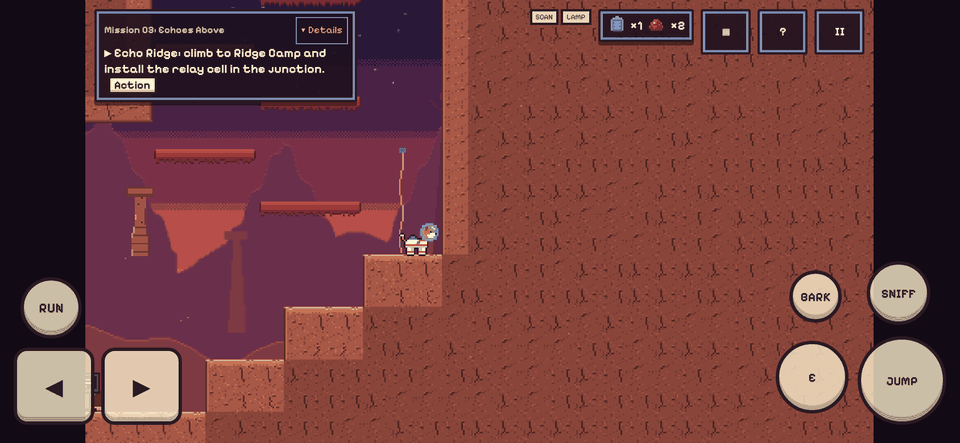 Mission 03: Echoes Above
▾ Details
▶ Echo Ridge: climb to Ridge Camp and
install the relay cell in the junction.
Action
SCAN
LAMP
×1
×8
?
II
RUN
BARK
SNIFF
E
JUMP
◀
▶